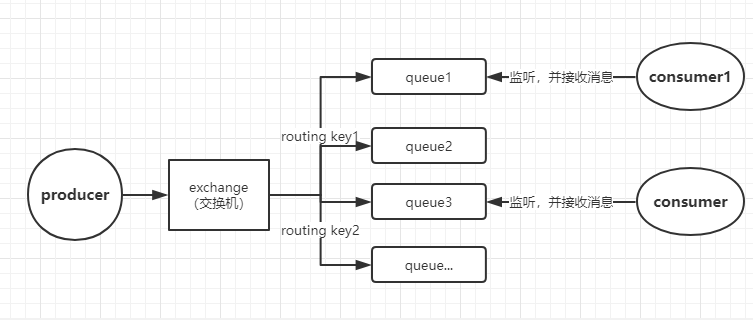 queue1
监听，并接收消息
consumer1
routing key1
queue2
producer
exchange
（交换机）
queue3
监听，并接收消息
consumer
routing key2
queue...